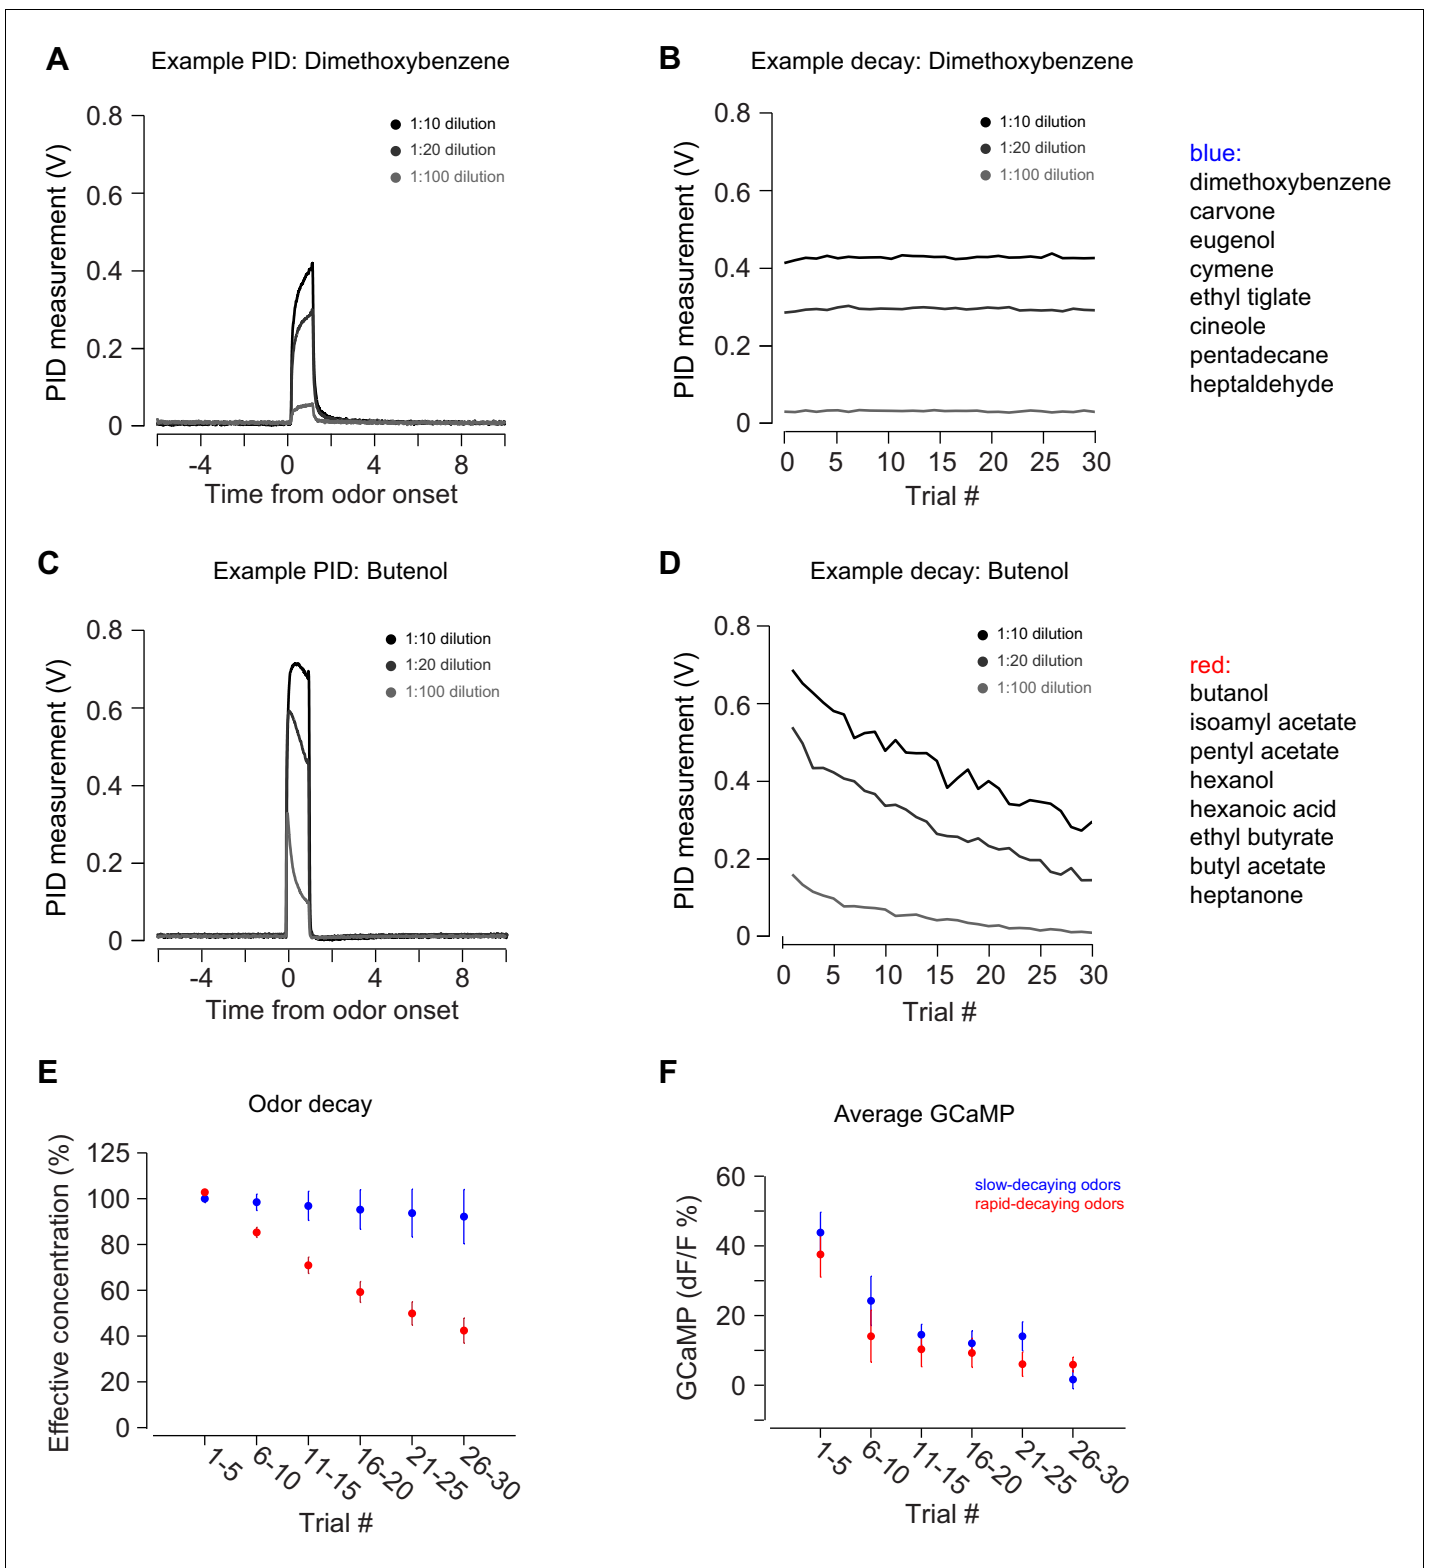 A
Example PID: Dimethoxybenzene
PID measurement (V)
0.8
0.6
0.4
0.2
0
1:10 dilution
1:20 dilution
1:100 dilution
-4 0 4 8
Time from odor onset
B
Example decay: Dimethoxybenzene
PID measurement (V)
0.8
0.6
0.4
0.2
0
1:10 dilution
1:20 dilution
1:100 dilution
0 5 10 15 20 25 30
Trial #
blue:
dimethoxybenzene
carvone
eugenol
cymene
ethyl tiglate
cineole
pentadecane
heptaldehyde
C
Example PID: Butenol
PID measurement (V)
0.8
0.6
0.4
0.2
0
1:10 dilution
1:20 dilution
1:100 dilution
-4 0 4 8
Time from odor onset
D
Example decay: Butenol
PID measurement (V)
0.8
0.6
0.4
0.2
0
1:10 dilution
1:20 dilution
1:100 dilution
0 5 10 15 20 25 30
Trial #
red:
butanol
isoamyl acetate
pentyl acetate
hexanol
hexanoic acid
ethyl butyrate
butyl acetate
heptanone
E
Odor decay
Effective concentration (%)
125
100
80
60
40
20
0
1-5 6-10 11-15 16-20 21-25 26-30
Trial #
F
Average GCaMP
GCaMP (dF/F %)
60
40
20
0
slow-decaying odors
rapid-decaying odors
1-5 6-10 11-15 16-20 21-25 26-30
Trial #